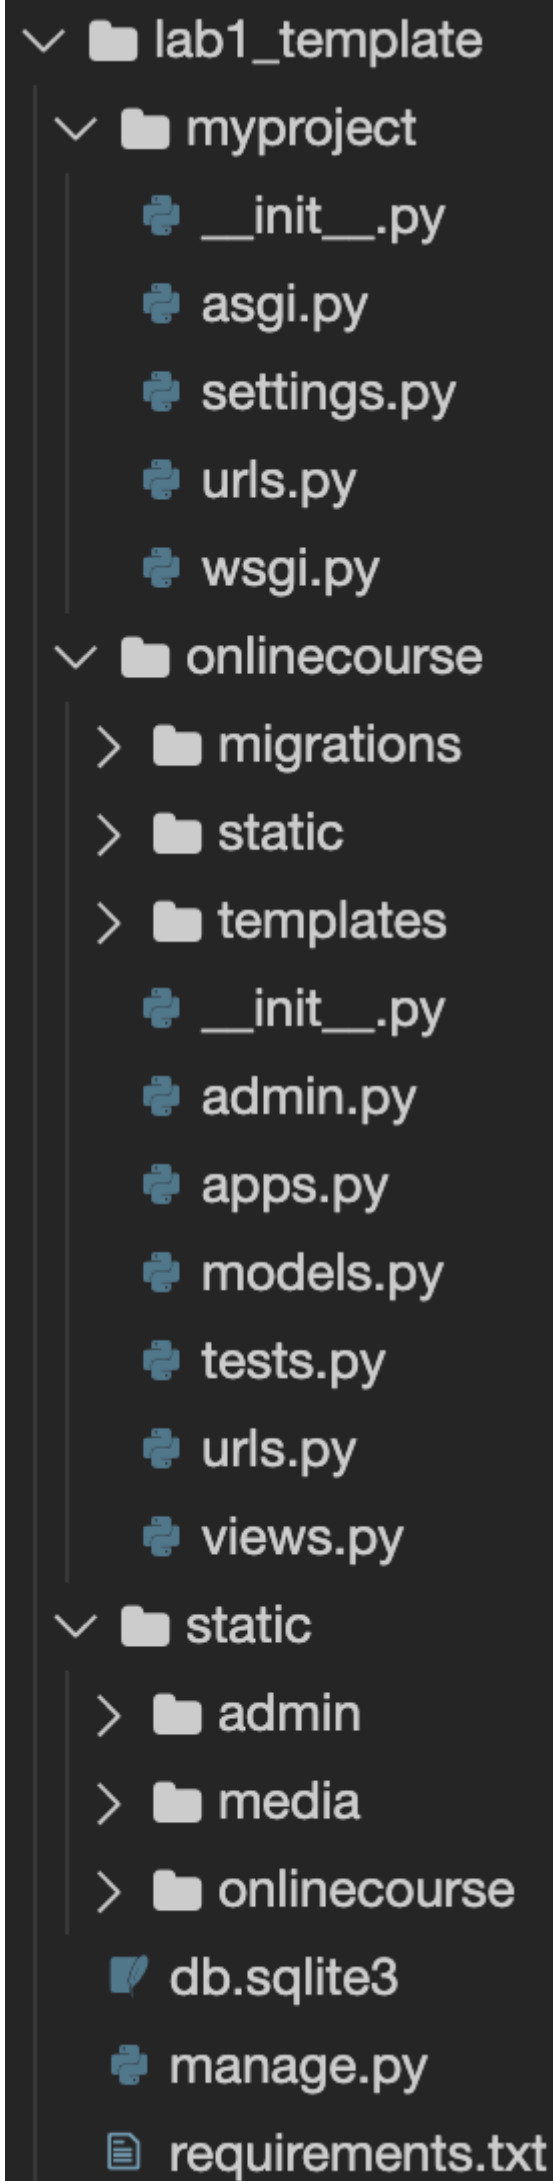 lab1_template
myproject
__init__.py
asgi.py
settings.py
urls.py
wsgi.py
onlinecourse
migrations
static
templates
__init__.py
admin.py
apps.py
models.py
tests.py
urls.py
views.py
static
admin
media
onlinecourse
db.sqlite3
manage.py
requirements.txt